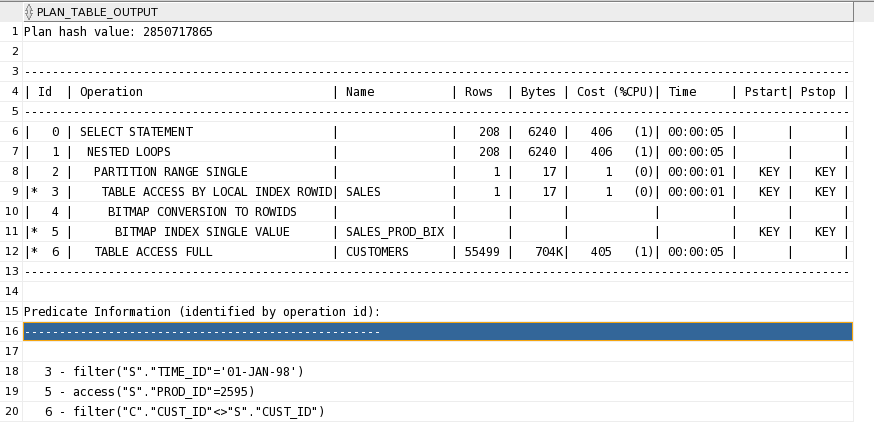 PLAN_TABLE_OUTPUT
1 Plan hash value: 2850717865
2
3 ----------------------------------------------------------------------------------------------------------------------
4 | Id  | Operation                           | Name           | Rows  | Bytes | Cost (%CPU)| Time     | Pstart| Pstop |
5 ----------------------------------------------------------------------------------------------------------------------
6 |   0 | SELECT STATEMENT                    |                |   208 |  6240 |   406   (1)| 00:00:05 |       |       |
7 |   1 |  NESTED LOOPS                       |                |   208 |  6240 |   406   (1)| 00:00:05 |       |       |
8 |   2 |   PARTITION RANGE SINGLE            |                |     1 |    17 |     1   (0)| 00:00:01 |   KEY |   KEY |
9 |*  3 |    TABLE ACCESS BY LOCAL INDEX ROWID| SALES          |     1 |    17 |     1   (0)| 00:00:01 |   KEY |   KEY |
10 |   4 |     BITMAP CONVERSION TO ROWIDS     |                |       |       |            |          |       |       |
11 |*  5 |      BITMAP INDEX SINGLE VALUE      | SALES_PROD_BIX |       |       |            |          |   KEY |   KEY |
12 |*  6 |   TABLE ACCESS FULL                 | CUSTOMERS      | 55499 |   704K|   405   (1)| 00:00:05 |       |       |
13 ----------------------------------------------------------------------------------------------------------------------
14
15 Predicate Information (identified by operation id):
16 ---------------------------------------------------
17
18    3 - filter("S"."TIME_ID"='01-JAN-98')
19    5 - access("S"."PROD_ID"=2595)
20    6 - filter("C"."CUST_ID"<>"S"."CUST_ID")